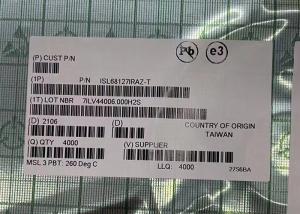 Pb e3
(P) CUST P/N
(1P) P/N ISL68127IRAZ-T
(1T) LOT NBR 7ILV44006.000H2S
(D) 2106 (D) COUNTRY OF ORIGIN
TAIWAN
(Q) QTY 4000 (V) SUPPLIER
MSL 3 PBT: 260 Deg C LLQ: 4000 27S6BA